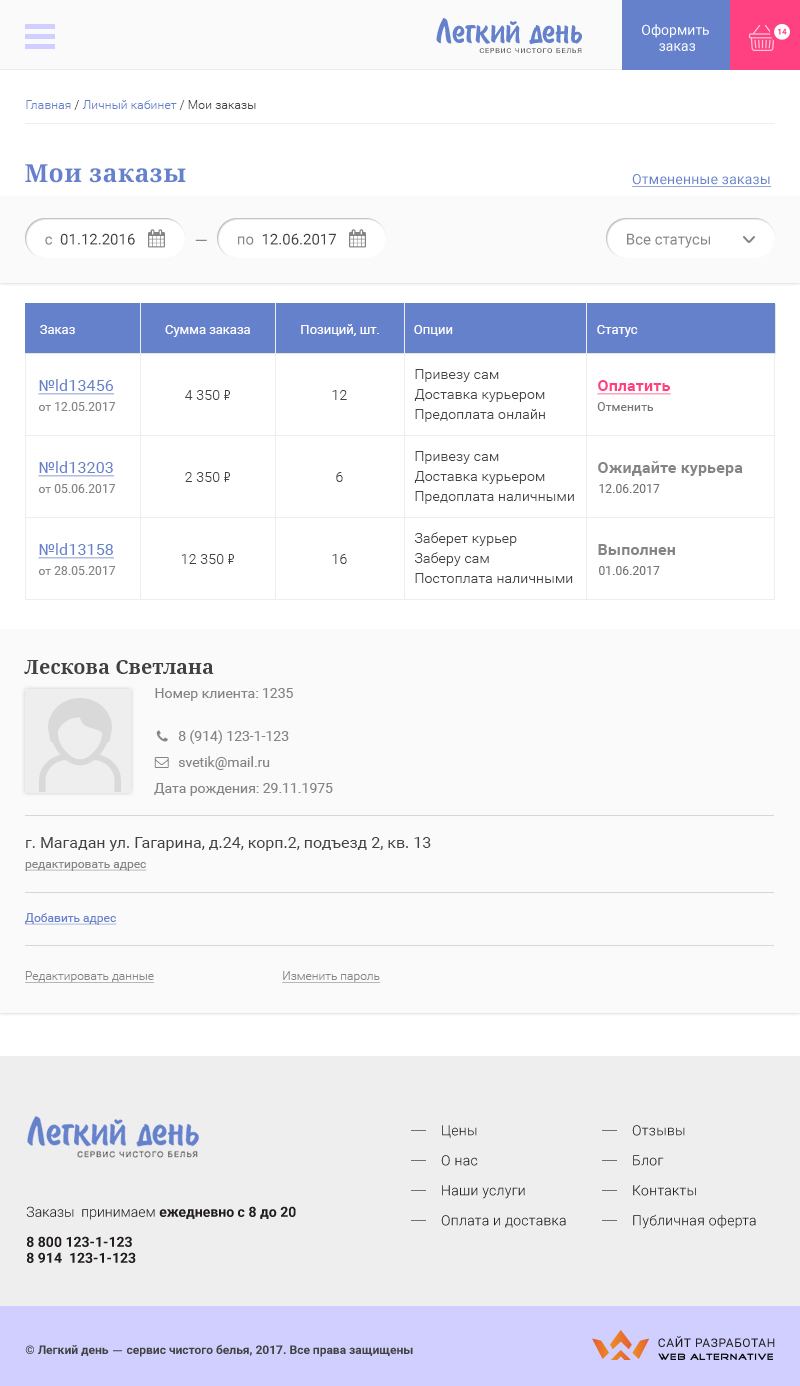 Легкий день
СЕРВИС ЧИСТОГО БЕЛЬЯ
Оформить
заказ
14
Главная / Личный кабинет / Мои заказы
Мои заказы
Отмененные заказы
с 01.12.2016 — по 12.06.2017
Все статусы
Заказ Сумма заказа Позиций, шт. Опции Статус
№ld13456
от 12.05.2017
4 350 ₽
12
Привезу сам
Доставка курьером
Предоплата онлайн
Оплатить
Отменить
№ld13203
от 05.06.2017
2 350 ₽
6
Привезу сам
Доставка курьером
Предоплата наличными
Ожидайте курьера
12.06.2017
№ld13158
от 28.05.2017
12 350 ₽
16
Заберет курьер
Заберу сам
Постоплата наличными
Выполнен
01.06.2017
Лескова Светлана
Номер клиента: 1235
8 (914) 123-1-123
svetik@mail.ru
Дата рождения: 29.11.1975
г. Магадан ул. Гагарина, д.24, корп.2, подъезд 2, кв. 13
редактировать адрес
Добавить адрес
Редактировать данные
Изменить пароль
Легкий день
СЕРВИС ЧИСТОГО БЕЛЬЯ
Заказы принимаем ежедневно с 8 до 20
8 800 123-1-123
8 914 123-1-123
— Цены
— О нас
— Наши услуги
— Оплата и доставка
— Отзывы
— Блог
— Контакты
— Публичная оферта
© Легкий день — сервис чистого белья, 2017. Все права защищены
САЙТ РАЗРАБОТАН
WEB ALTERNATIVE